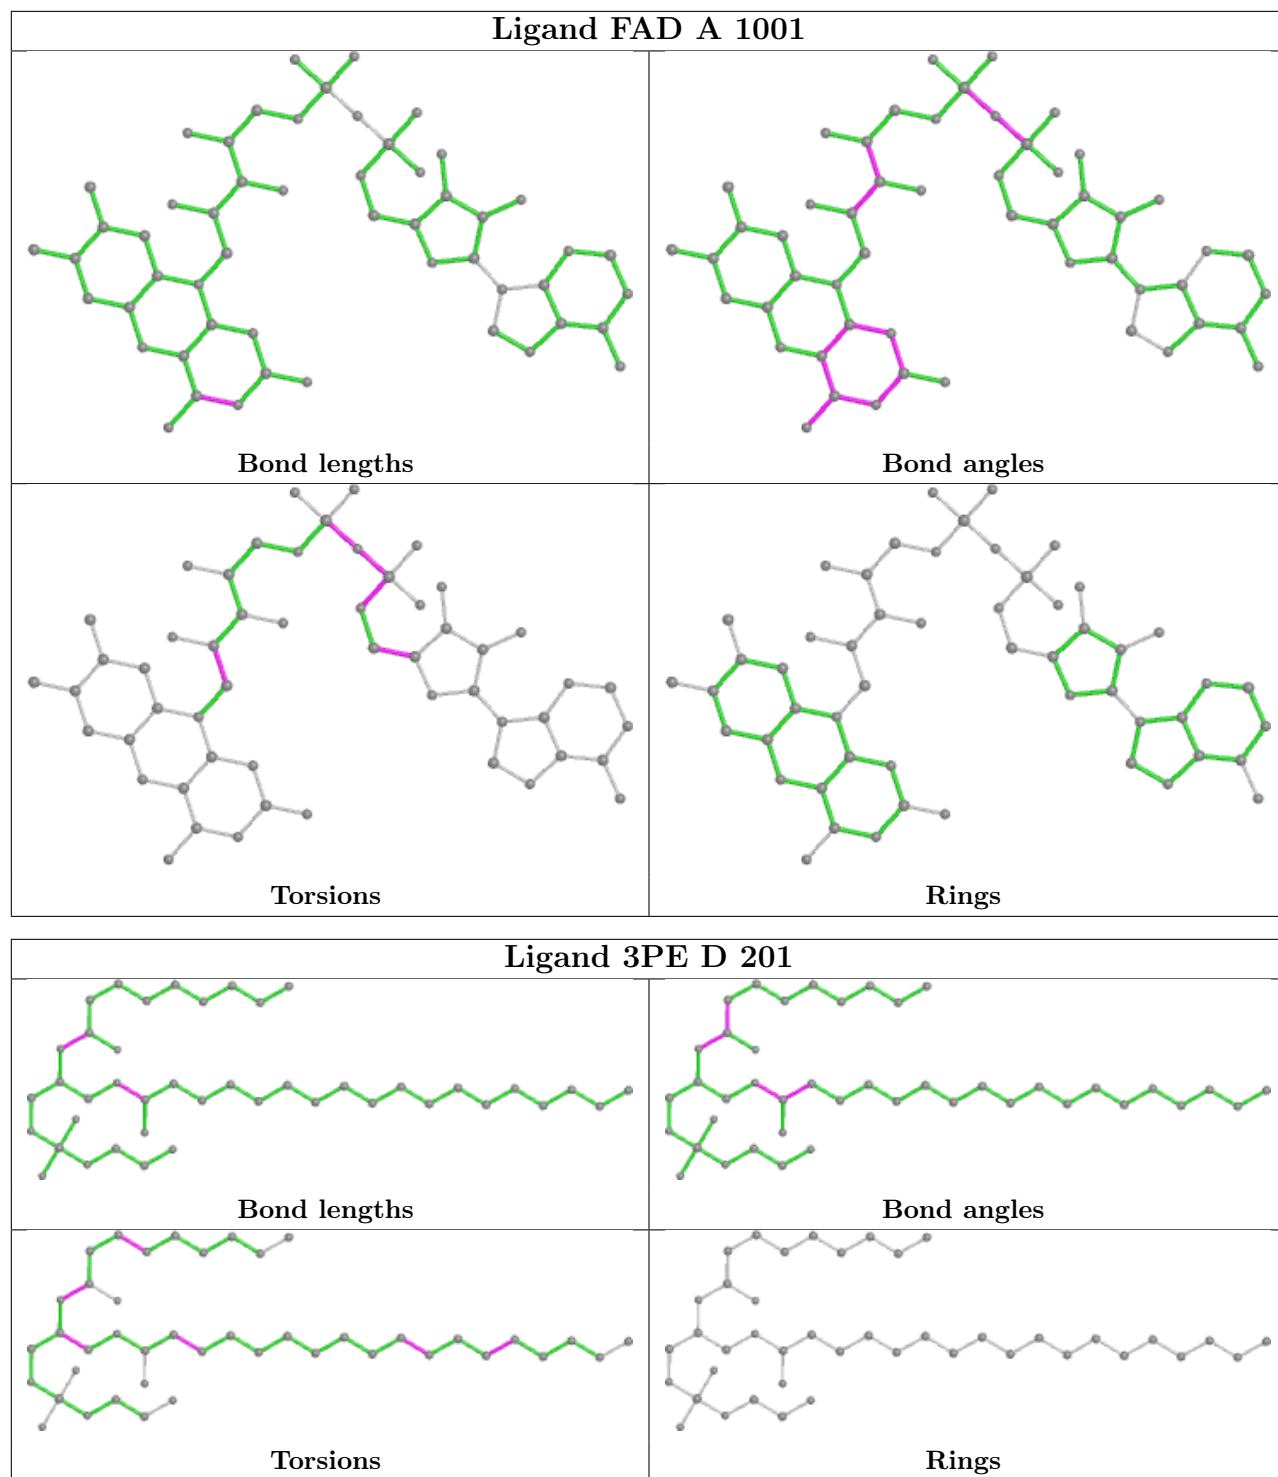 Ligand FAD A 1001
Bond lengths
Bond angles
Torsions
Rings
Ligand 3PE D 201
Bond lengths
Bond angles
Torsions
Rings